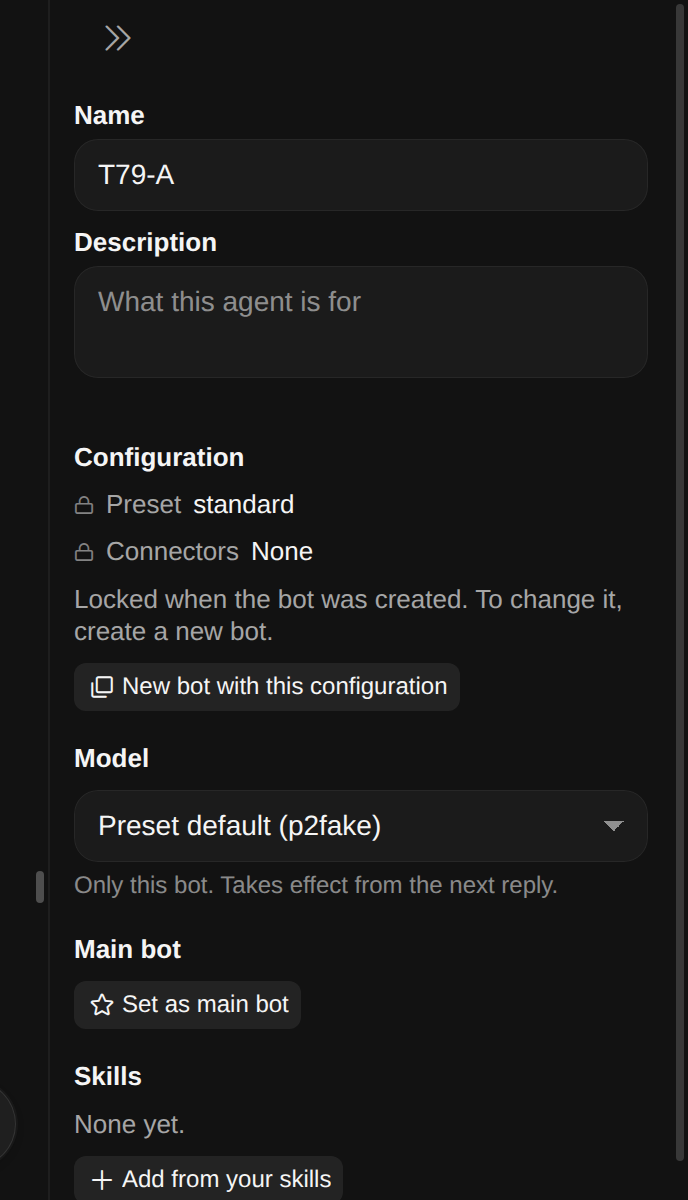 Name
T79-A
Description
What this agent is for
Configuration
Preset standard
Connectors None
Locked when the bot was created. To change it,
create a new bot.
New bot with this configuration
Model
Preset default (p2fake)
Only this bot. Takes effect from the next reply.
Main bot
Set as main bot
Skills
None yet.
Add from your skills